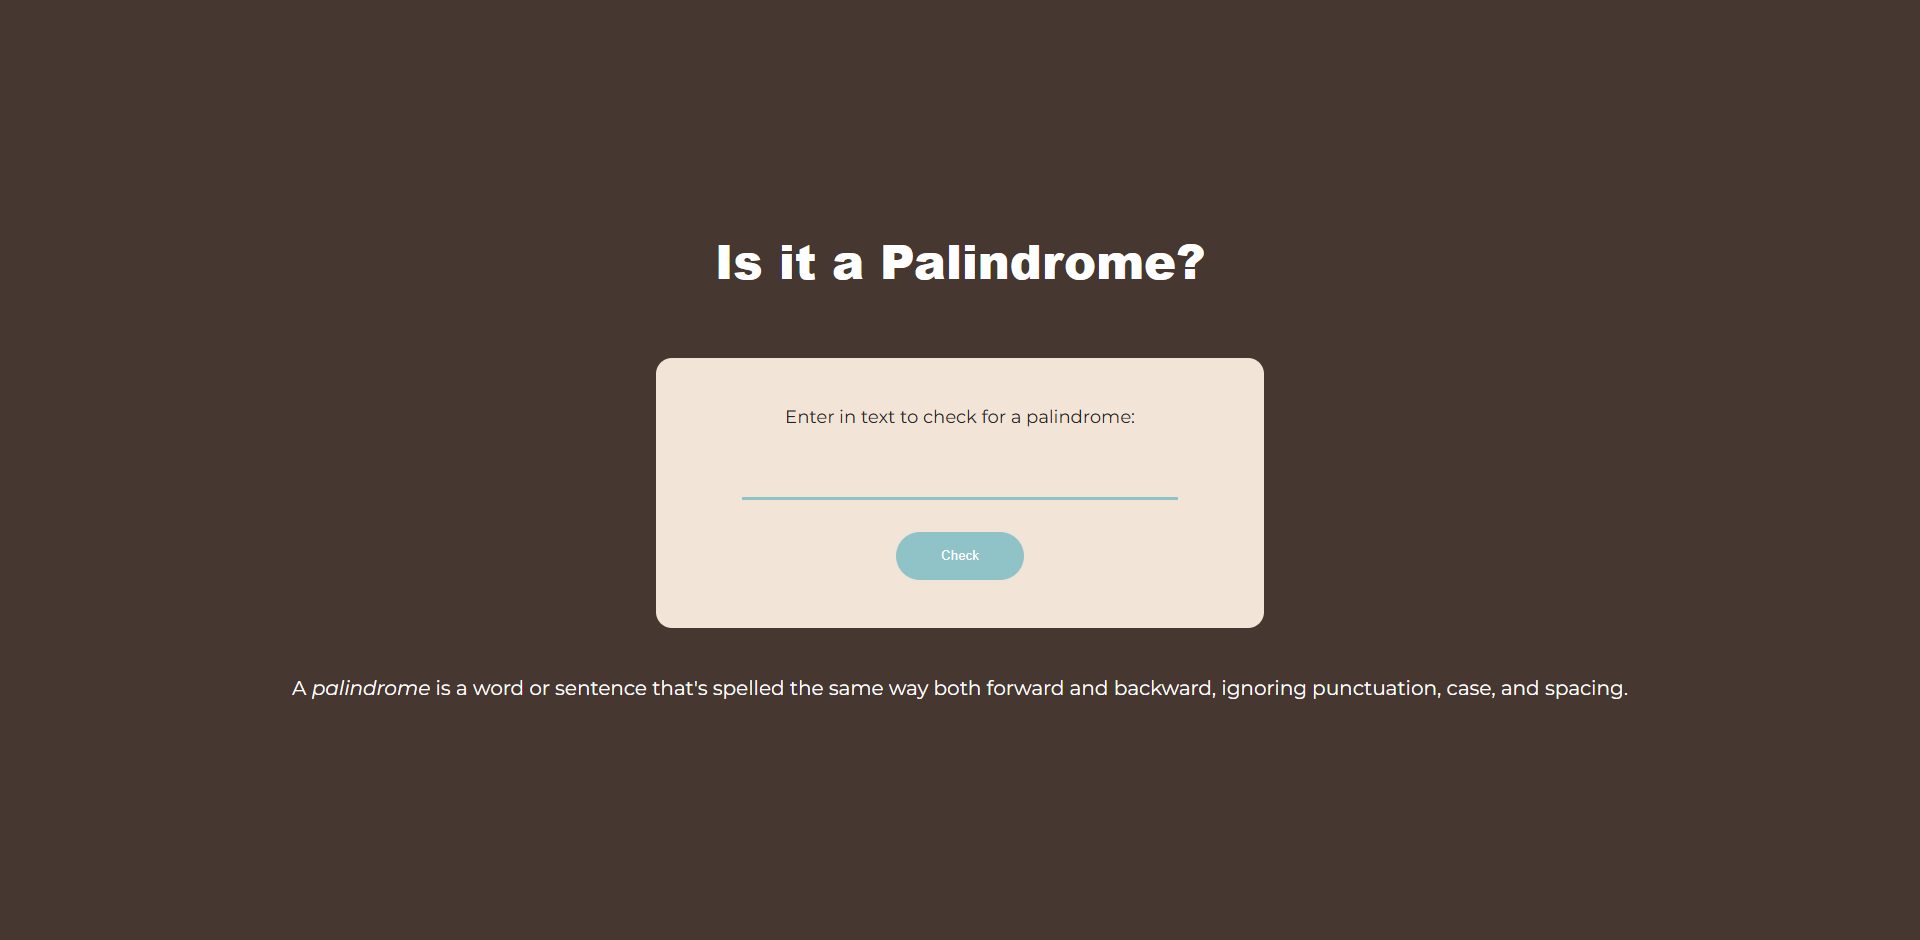 Is it a Palindrome?
Enter in text to check for a palindrome:
Check
A palindrome is a word or sentence that's spelled the same way both forward and backward, ignoring punctuation, case, and spacing.